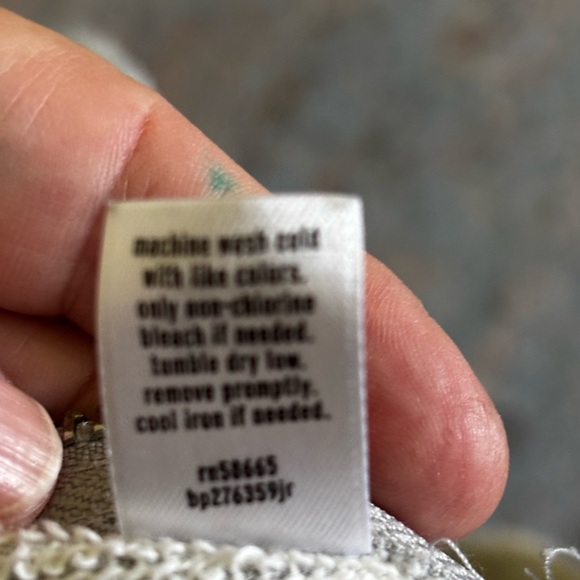 machine wash cold
with like colors.
only non-chlorine
bleach if needed.
tumble dry low.
remove promptly.
cool iron if needed.
rn58665
bp276359jr